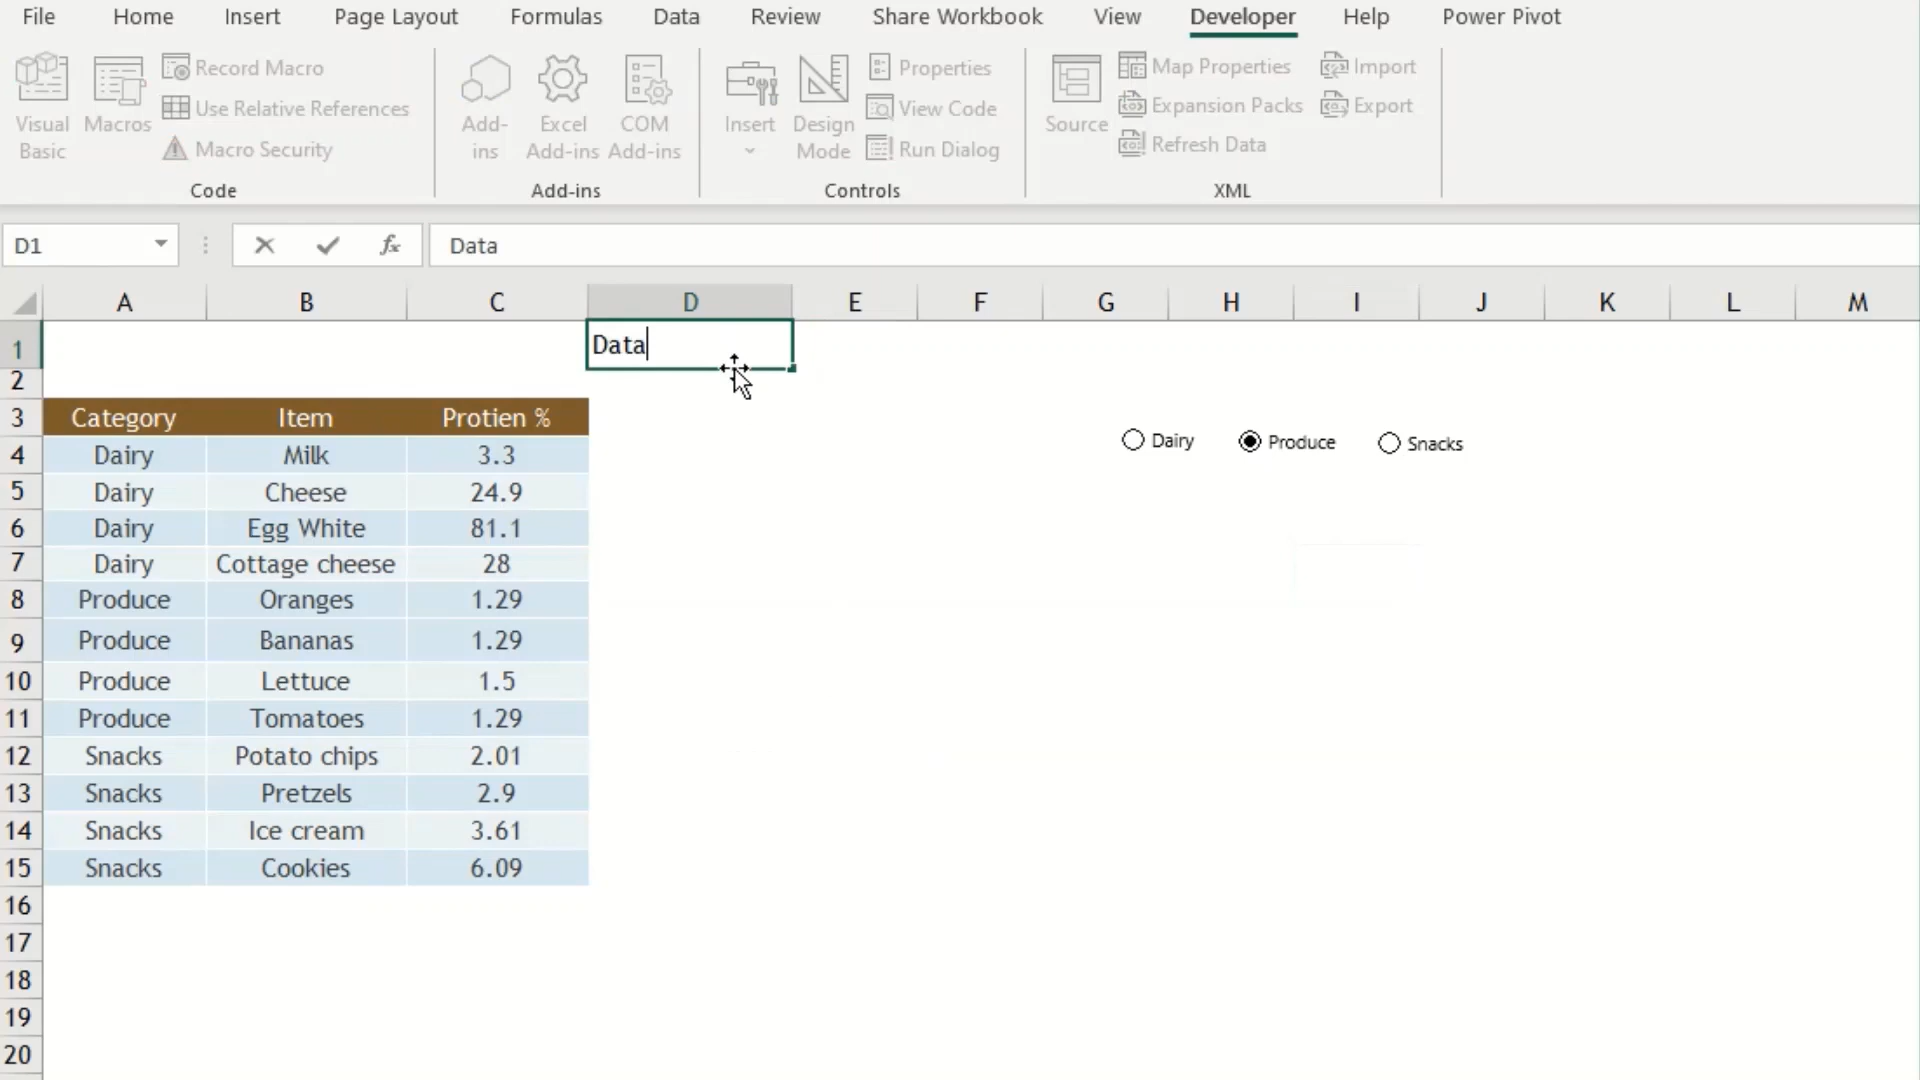 File Home Insert Page Layout Formulas Data Review Share Workbook View Developer Help Power Pivot
Visual Basic
Macros
Record Macro
Use Relative References
Macro Security
Code
Add-ins
Excel Add-ins
COM Add-ins
Add-ins
Insert
Design Mode
Properties
View Code
Run Dialog
Controls
Source
Map Properties
Expansion Packs
Refresh Data
Import
Export
XML
D1 fx Data
A B C D E F G H I J K L M
1 Data
2
3 Category Item Protien %
Dairy Produce Snacks
4 Dairy Milk 3.3
5 Dairy Cheese 24.9
6 Dairy Egg White 81.1
7 Dairy Cottage cheese 28
8 Produce Oranges 1.29
9 Produce Bananas 1.29
10 Produce Lettuce 1.5
11 Produce Tomatoes 1.29
12 Snacks Potato chips 2.01
13 Snacks Pretzels 2.9
14 Snacks Ice cream 3.61
15 Snacks Cookies 6.09
16
17
18
19
20